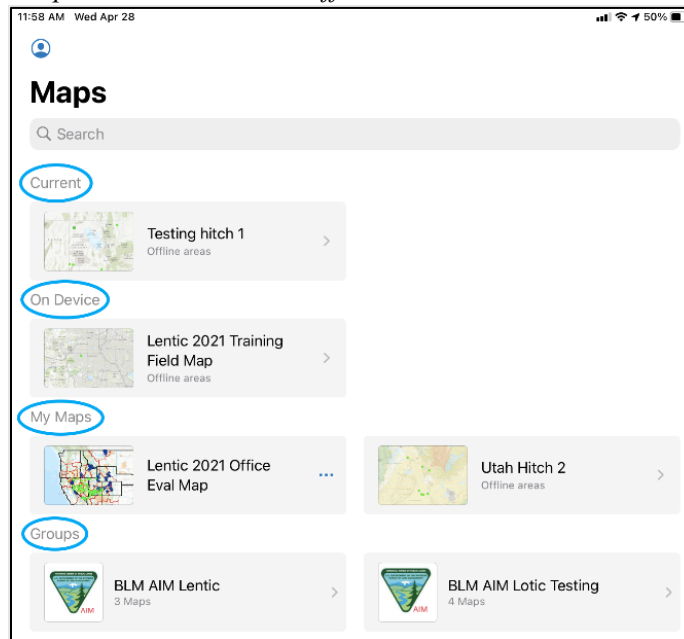 11:58 AM Wed Apr 28
50%
Maps
Search
Current
Testing hitch 1
Offline areas
On Device
Lentic 2021 Training
Field Map
Offline areas
My Maps
Lentic 2021 Office
Eval Map
Utah Hitch 2
Offline areas
Groups
BLM AIM Lentic
3 Maps
AIM
BLM AIM Lotic Testing
4 Maps
AIM